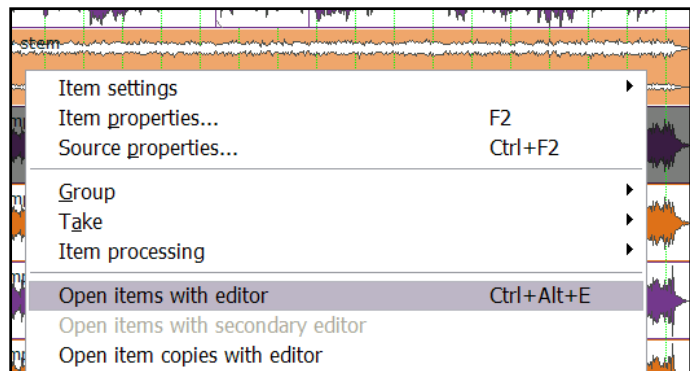 stem
Item settings
Item properties... F2
Source properties... Ctrl+F2
Group
Take
Item processing
Open items with editor Ctrl+Alt+E
Open items with secondary editor
Open item copies with editor